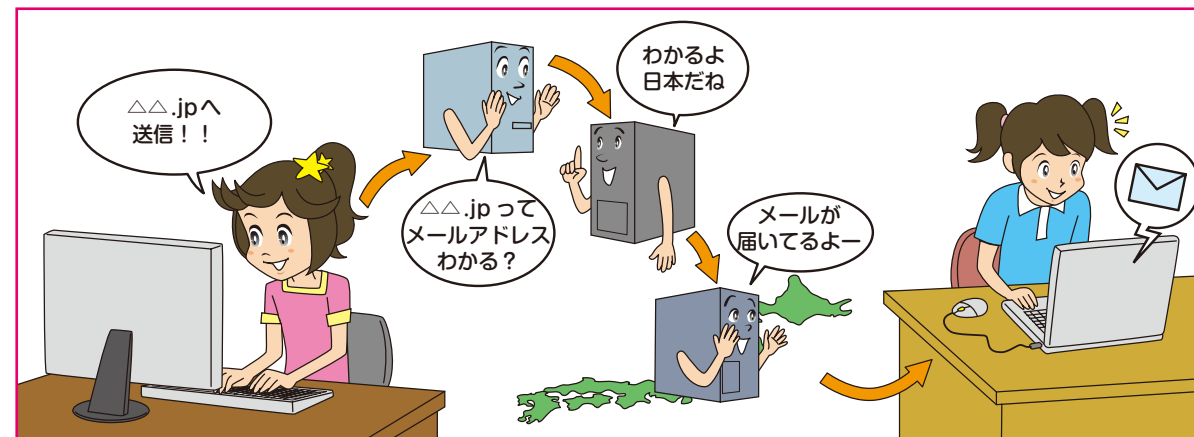 △△.jpへ
送信！！
△△.jpって
メールアドレス
わかる？
わかるよ
日本だね
メールが
届いてるよー